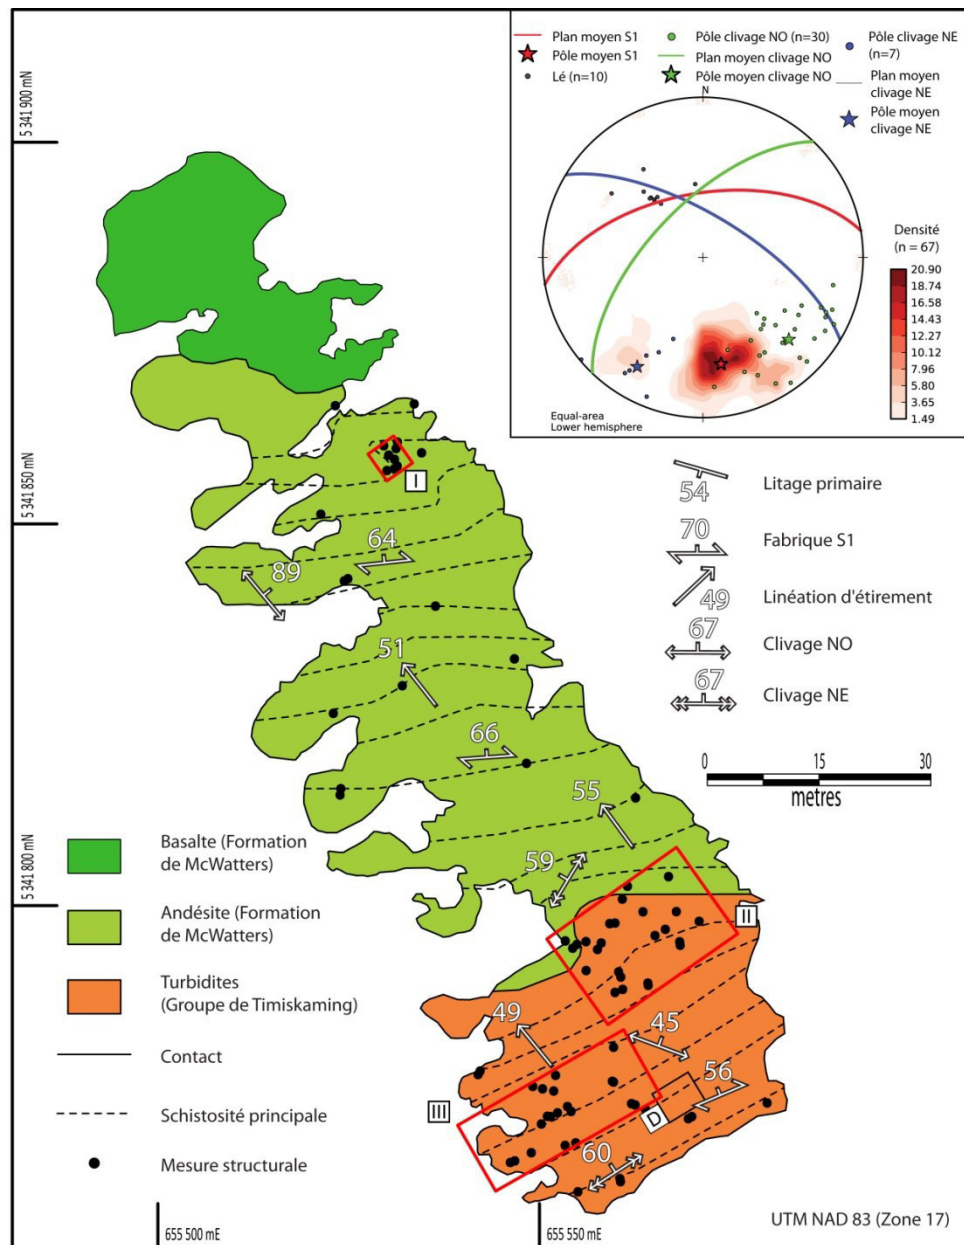 Plan moyen S1
Pôle moyen S1
Lé (n=10)
Pôle clivage NO (n=30)
Plan moyen clivage NO
Pôle moyen clivage NO
Pôle clivage NE
(n=7)
Plan moyen
clivage NE
Pôle moyen
clivage NE
N
Densité
(n = 67)
20.90
18.74
16.58
14.43
12.27
10.12
7.96
5.80
3.65
1.49
Equal-area
Lower hemisphere
5 341 900 mN
5 341 850 mN
5 341 800 mN
I
64
89
51
66
55
59
II
49
45
56
III
D
60
54
Litage primaire
70
Fabrique S1
49
Linéation d'étirement
67
Clivage NO
67
Clivage NE
0
15
30
metres
Basalte (Formation
de McWatters)
Andésite (Formation
de McWatters)
Turbidites
(Groupe de Timiskaming)
Contact
Schistosité principale
Mesure structurale
655 500 mE
655 550 mE
UTM NAD 83 (Zone 17)